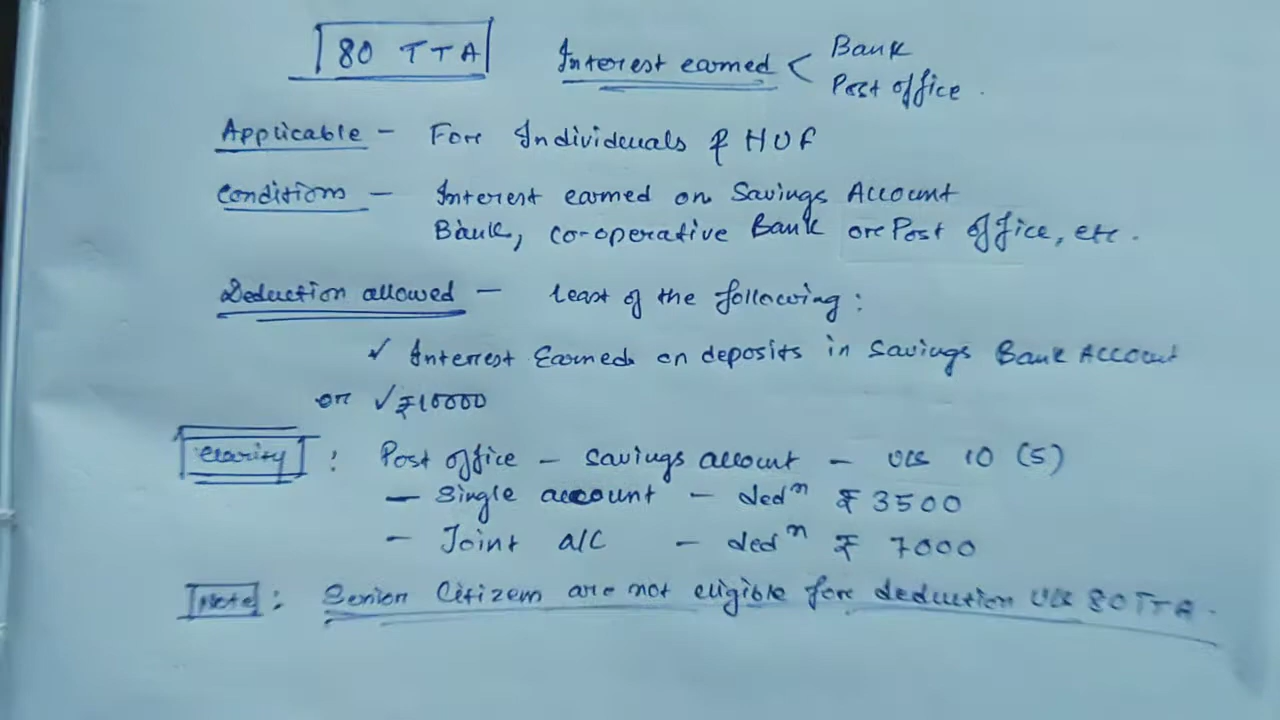 80 TTA Interest earned < Bank
Post office.
Applicable - For Individuals & HUF
Conditions - Interest earned on Savings Account
Bank, co-operative Bank or Post office, etc.
Deduction allowed - least of the following:
✓ Interest Earned on deposits in Savings Bank Account
or ✓ ₹10000
Clarity : Post office - Savings account - U/s 10 (5)
- Single account - dedⁿ ₹ 3500
- Joint a/c - dedⁿ ₹ 7000
Note : Senior Citizen are not eligible for deduction U/s 80TTA.